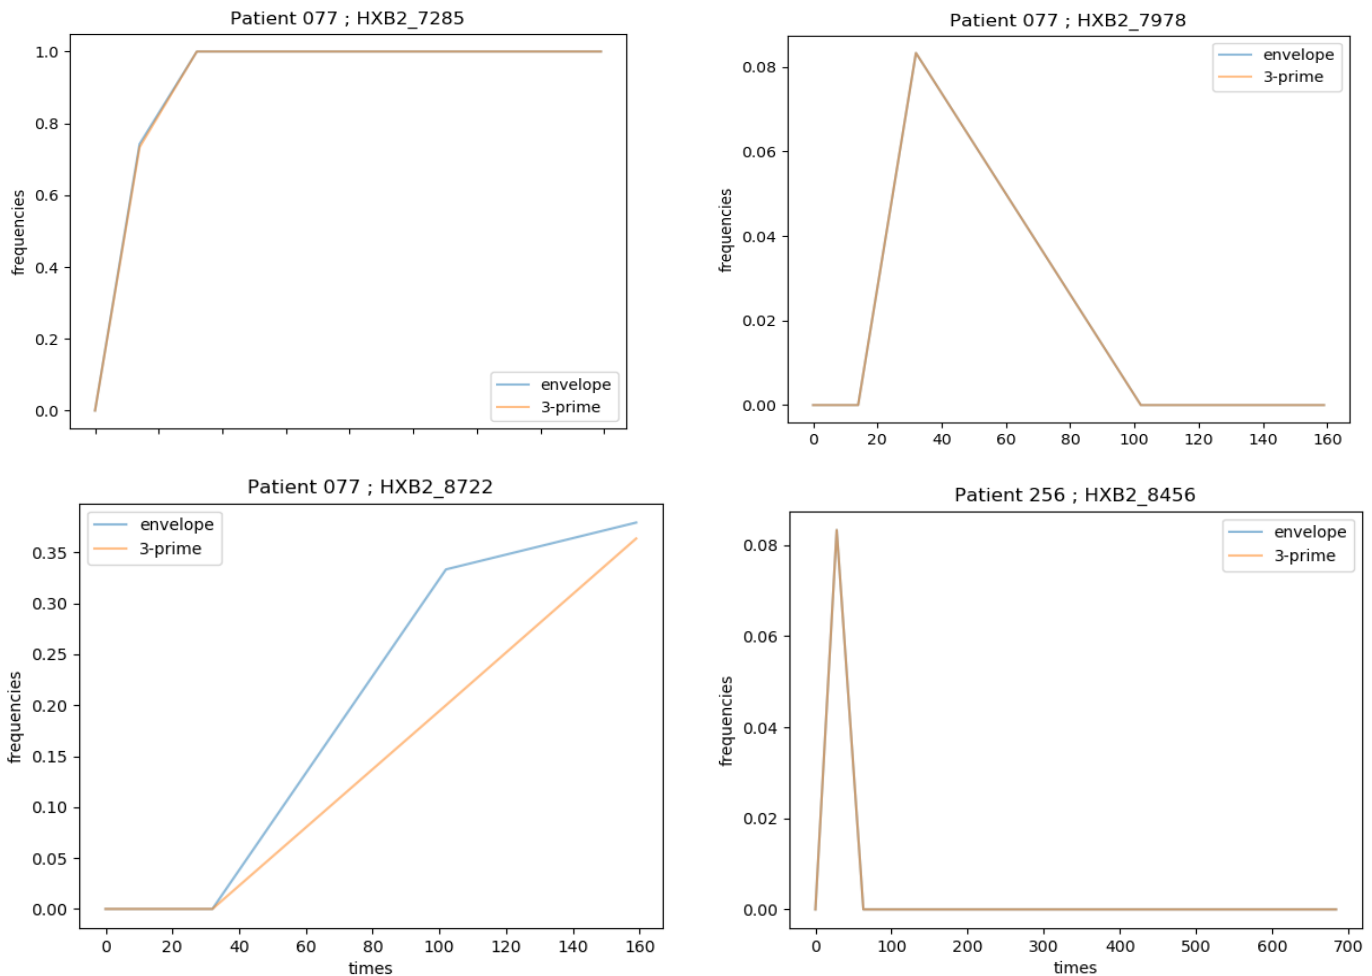 Patient 077 ; HXB2_7285
1.0
0.8
0.6
0.4
0.2
0.0
frequencies
envelope
3-prime
Patient 077 ; HXB2_7978
0.08
0.06
0.04
0.02
0.00
frequencies
envelope
3-prime
0 20 40 60 80 100 120 140 160
Patient 077 ; HXB2_8722
envelope
3-prime
0.35
0.30
0.25
0.20
0.15
0.10
0.05
0.00
frequencies
0 20 40 60 80 100 120 140 160
times
Patient 256 ; HXB2_8456
0.08
0.06
0.04
0.02
0.00
frequencies
envelope
3-prime
0 100 200 300 400 500 600 700
times